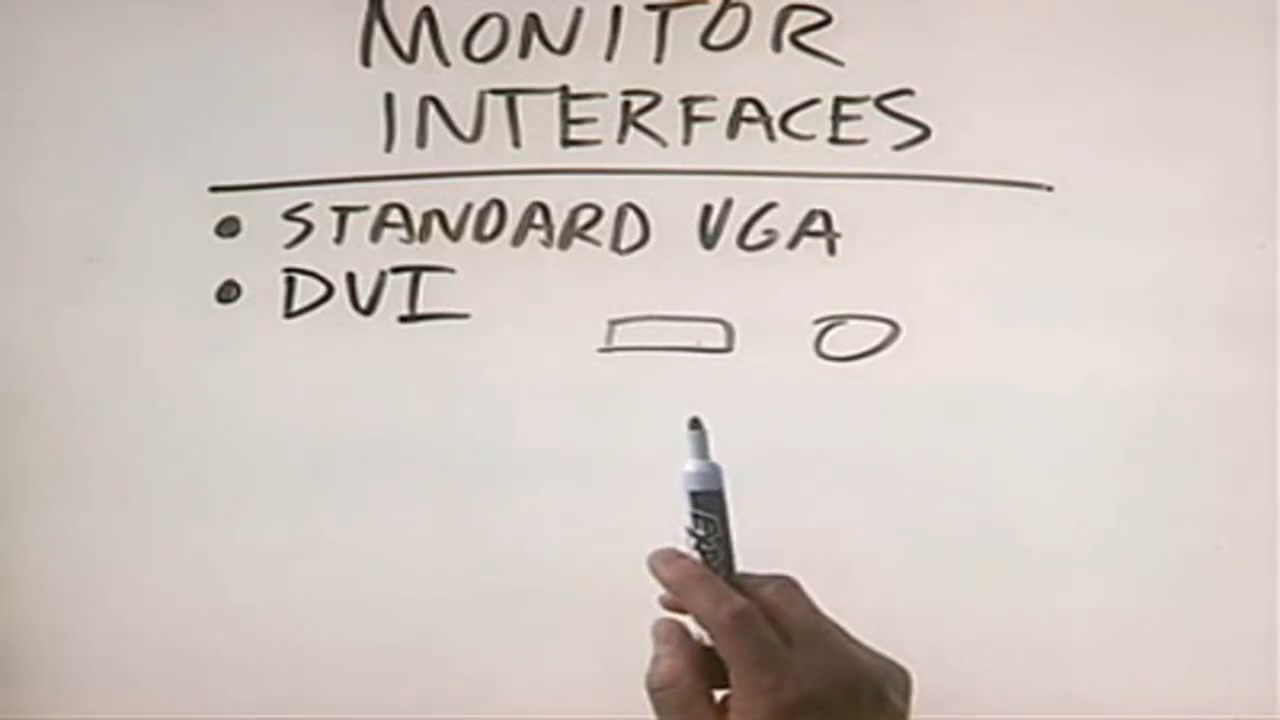 MONITOR
INTERFACES
• STANDARD VGA
• DVI